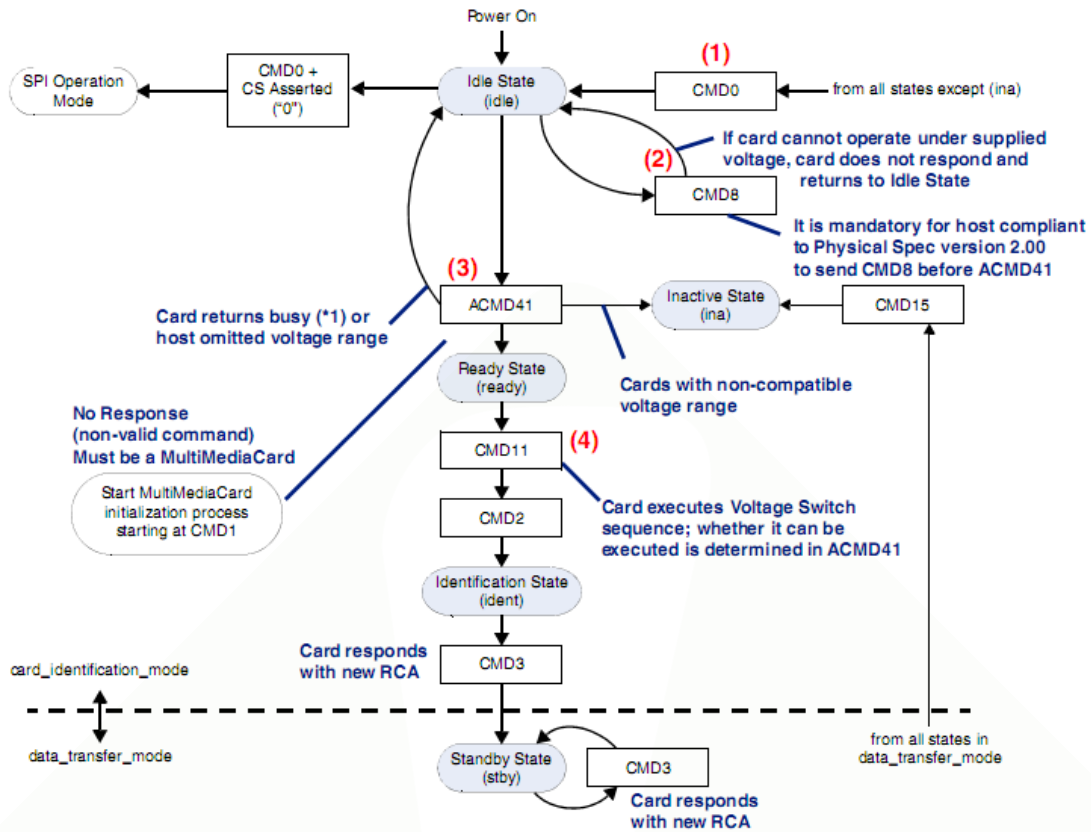 Power On
(1)
SPI Operation
Mode
CMD0 +
CS Asserted
("0")
Idle State
(idle)
CMD0
from all states except (ina)
(2)
If card cannot operate under supplied
voltage, card does not respond and
returns to Idle State
CMD8
It is mandatory for host compliant
to Physical Spec version 2.00
to send CMD8 before ACMD41
(3)
ACMD41
Inactive State
(ina)
CMD15
Card returns busy (*1) or
host omitted voltage range
Ready State
(ready)
Cards with non-compatible
voltage range
No Response
(non-valid command)
Must be a MultiMediaCard
Start MultiMediaCard
initialization process
starting at CMD1
CMD11
(4)
Card executes Voltage Switch
sequence; whether it can be
executed is determined in ACMD41
CMD2
Identification State
(ident)
Card responds
with new RCA
CMD3
card_identification_mode
data_transfer_mode
from all states in
data_transfer_mode
Standby State
(stby)
CMD3
Card responds
with new RCA